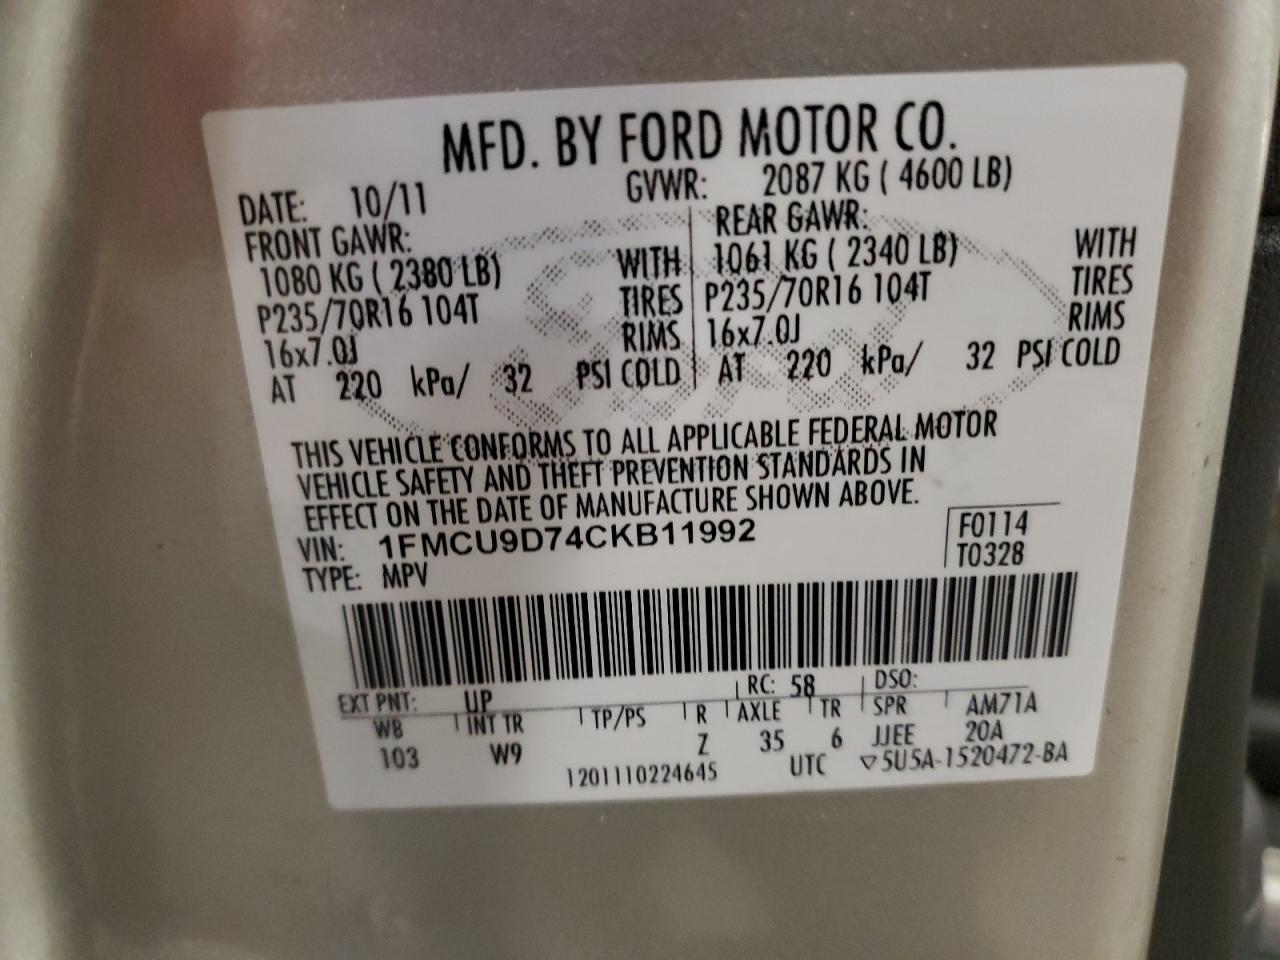 MFD. BY FORD MOTOR CO.
DATE: 10/11 GVWR: 2087 KG ( 4600 LB)
FRONT GAWR: REAR GAWR:
1080 KG ( 2380 LB) WITH 1061 KG ( 2340 LB) WITH
P235/70R16 104T TIRES P235/70R16 104T TIRES
16x7.0J RIMS 16x7.0J RIMS
AT 220 kPa/ 32 PSI COLD AT 220 kPa/ 32 PSI COLD
THIS VEHICLE CONFORMS TO ALL APPLICABLE FEDERAL MOTOR
VEHICLE SAFETY AND THEFT PREVENTION STANDARDS IN
EFFECT ON THE DATE OF MANUFACTURE SHOWN ABOVE.
VIN: 1FMCU9D74CKB11992 F0114
TYPE: MPV T0328
EXT PNT: UP RC: 58 DSO:
WB INT TR TP/PS R AXLE TR SPR AM71A
103 W9 Z 35 6 JJEE 20A
1201110224645 UTC ▽5U5A-1520472-BA